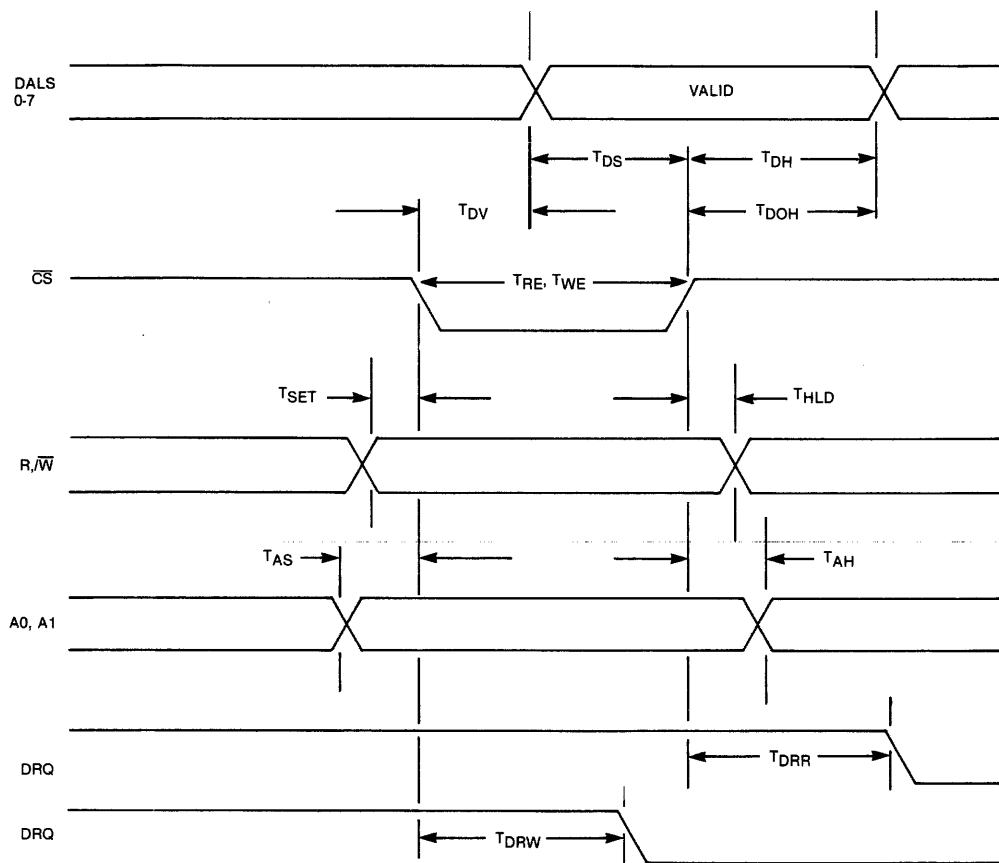 DALS
0-7
VALID
TDS
TDH
TDV
TDOH
CS
TRE, TWE
TSET
THLD
R,/W
TAS
TAH
A0, A1
DRQ
TDRR
DRQ
TDRW